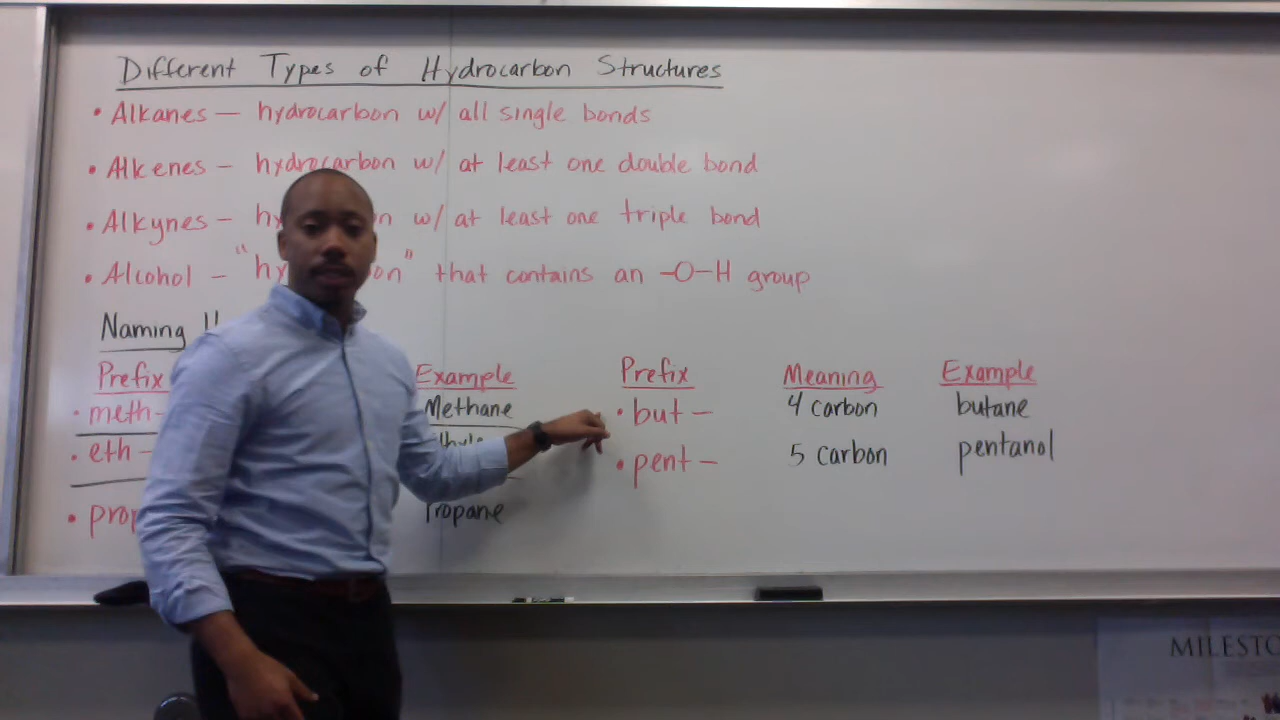 Different Types of Hydrocarbon Structures
• Alkanes — hydrocarbon w/ all single bonds
• Alkenes – hydrocarbon w/ at least one double bond
• Alkynes – hy n w/ at least one triple bond
• Alcohol – "hy on" that contains an -O-H group
Naming
Prefix Example Prefix Meaning Example
• meth- Methane • but – 4 carbon butane
• eth – • pent – 5 carbon pentanol
• prop ropane
MILESTO